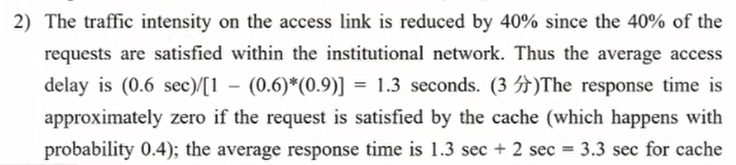 2) The traffic intensity on the access link is reduced by 40% since the 40% of the
requests are satisfied within the institutional network. Thus the average access
delay is (0.6 sec)/[1 – (0.6)*(0.9)] = 1.3 seconds. (3 分)The response time is
approximately zero if the request is satisfied by the cache (which happens with
probability 0.4); the average response time is 1.3 sec + 2 sec = 3.3 sec for cache